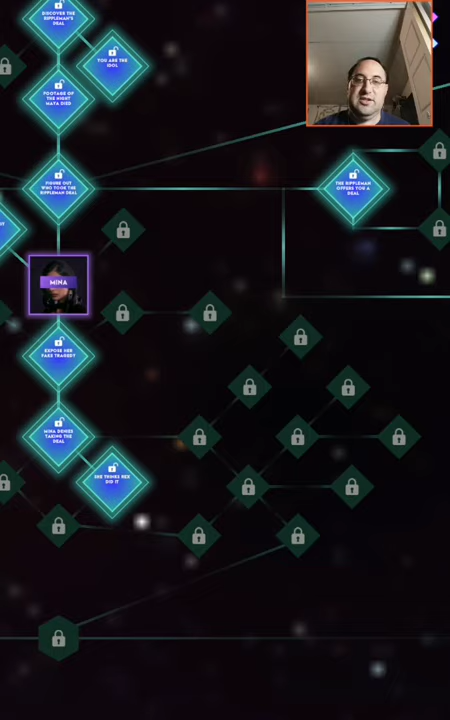 DISCOVER THE
RIPPLEMAN'S
DEAL
YOU ARE THE
IDOL
FOOTAGE OF
THE NIGHT
MAYA DIED
FIGURE OUT
WHO TOOK THE
RIPPLEMAN DEAL
THE RIPPLEMAN
OFFERS YOU A
DEAL
MINA
EXPOSE HER
FAKE TRAGEDY
MINA DENIES
TAKING THE
DEAL
SHE THINKS HER
DID IT